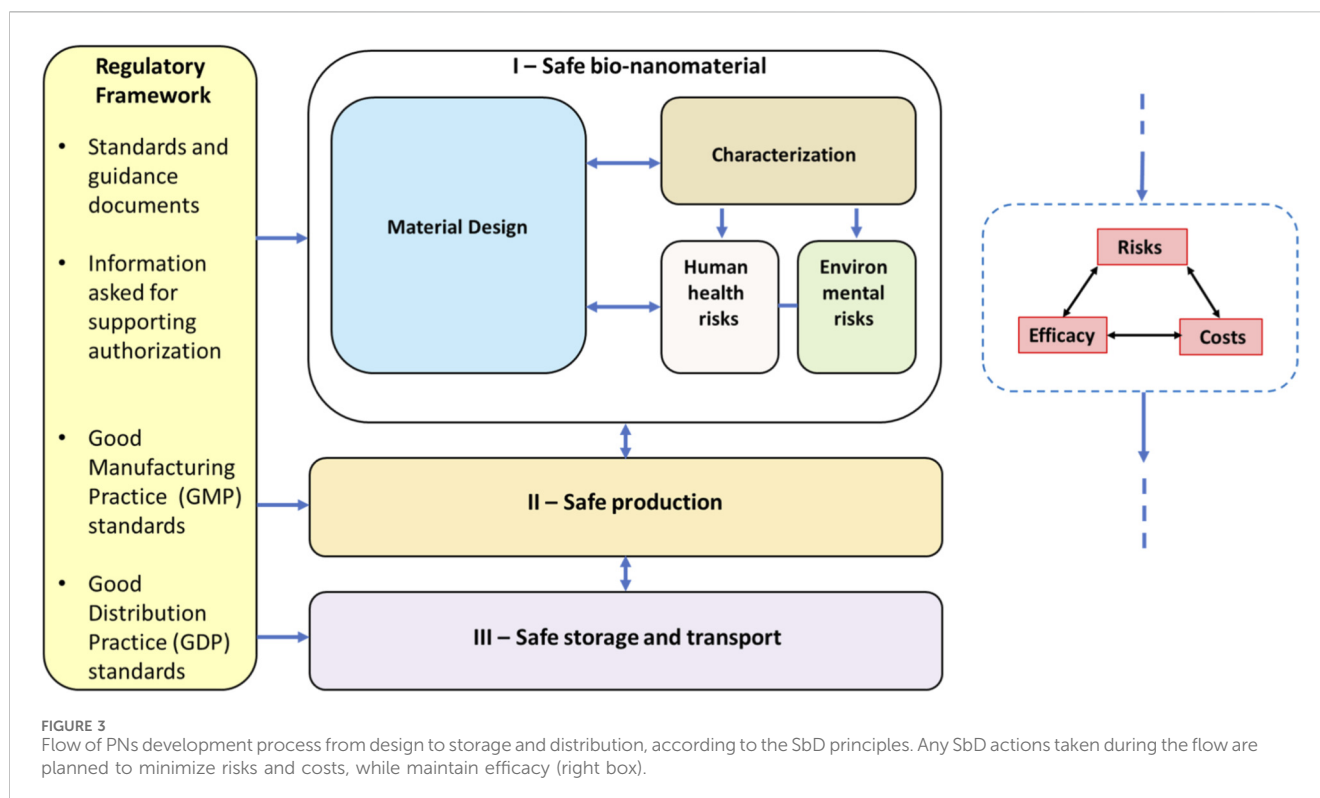 Regulatory
Framework
• Standards and
guidance
documents
• Information
asked for
supporting
authorization
• Good
Manufacturing
Practice (GMP)
standards
• Good
Distribution
Practice (GDP)
standards
I – Safe bio-nanomaterial
Material Design
Characterization
Human
health
risks
Environ
mental
risks
II – Safe production
III – Safe storage and transport
Risks
Efficacy
Costs
FIGURE 3
Flow of PNs development process from design to storage and distribution, according to the SbD principles. Any SbD actions taken during the flow are
planned to minimize risks and costs, while maintain efficacy (right box).